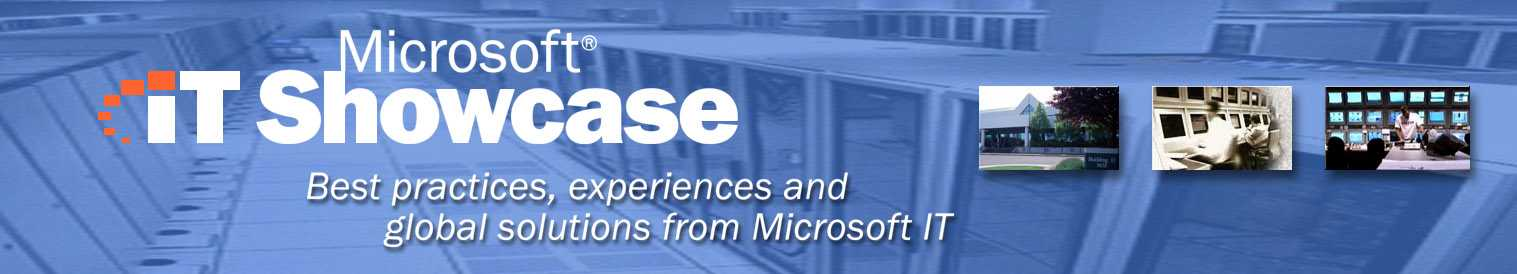 Microsoft®
iT Showcase
Best practices, experiences and
global solutions from Microsoft IT